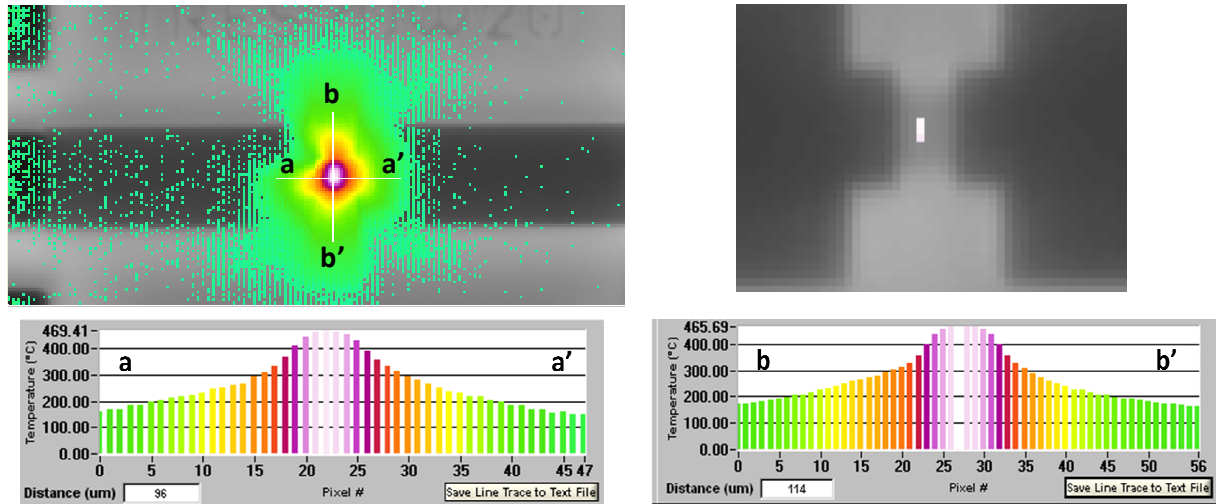 b
a a’
b’
469.41
400.00
300.00
200.00
100.00
0.00
Temperature (°C)
a a’
0 5 10 15 20 25 30 35 40 45 47
Distance (um) 96 Pixel # Save Line Trace to Text File
465.69
400.00
300.00
200.00
100.00
0.00
Temperature (°C)
b b’
0 5 10 15 20 25 30 35 40 45 50 56
Distance (um) 114 Pixel # Save Line Trace to Text File